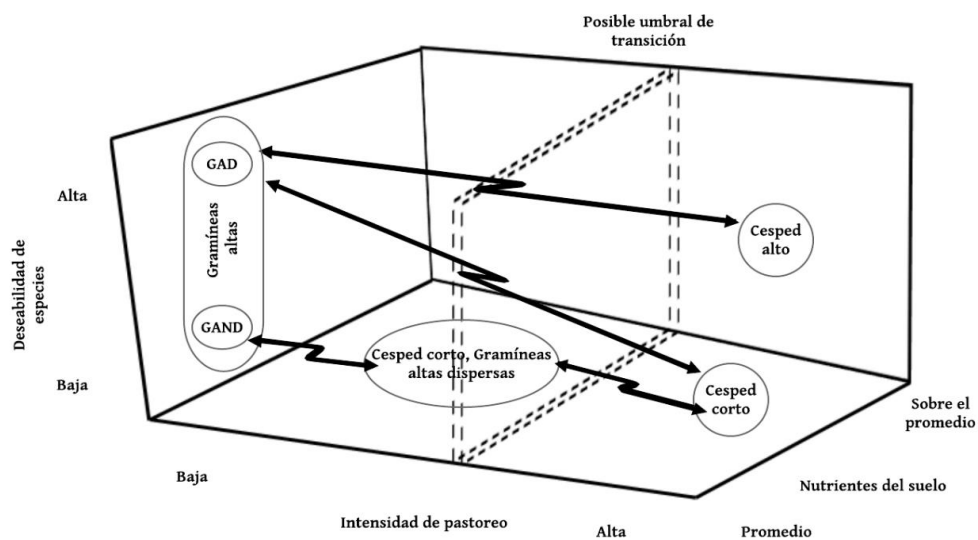 Posible umbral de
transición
GAD
Alta
Gramíneas
altas
Cesped
alto
Deseabilidad de
especies
GAND
Cesped corto, Gramíneas
altas dispersas
Baja
Cesped
corto
Sobre el
promedio
Baja
Nutrientes del suelo
Intensidad de pastoreo
Alta
Promedio